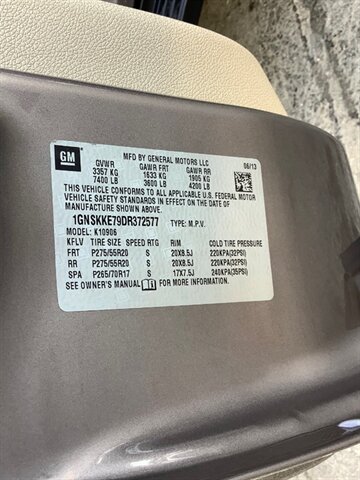 GM
MFD BY GENERAL MOTORS LLC 06/13
GVWR GAWR FRT GAWR RR
3357 KG 1633 KG 1905 KG
7400 LB 3600 LB 4200 LB
THIS VEHICLE CONFORMS TO ALL APPLICABLE U.S. FEDERAL MOTOR
VEHICLE SAFETY STANDARDS IN EFFECT ON THE DATE OF
MANUFACTURE SHOWN ABOVE.
1GNSKKE79DR372577 TYPE: M.P.V.
MODEL: K10906
KFLV TIRE SIZE SPEED RTG RIM COLD TIRE PRESSURE
FRT P275/55R20 S 20X8.5J 220KPA(32PSI)
RR P275/55R20 S 20X8.5J 220KPA(32PSI)
SPA P265/70R17 S 17X7.5J 240KPA(35PSI)
SEE OWNER'S MANUAL FOR MORE INFORMATION.